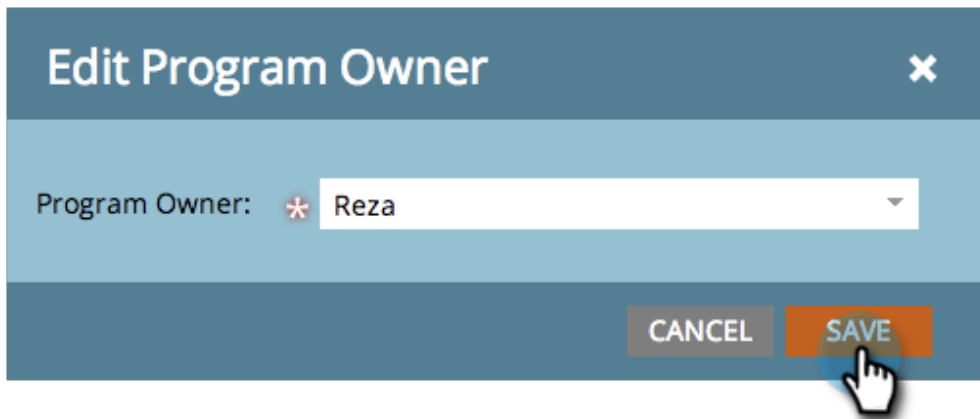 Edit Program Owner
Program Owner: * Reza
CANCEL SAVE